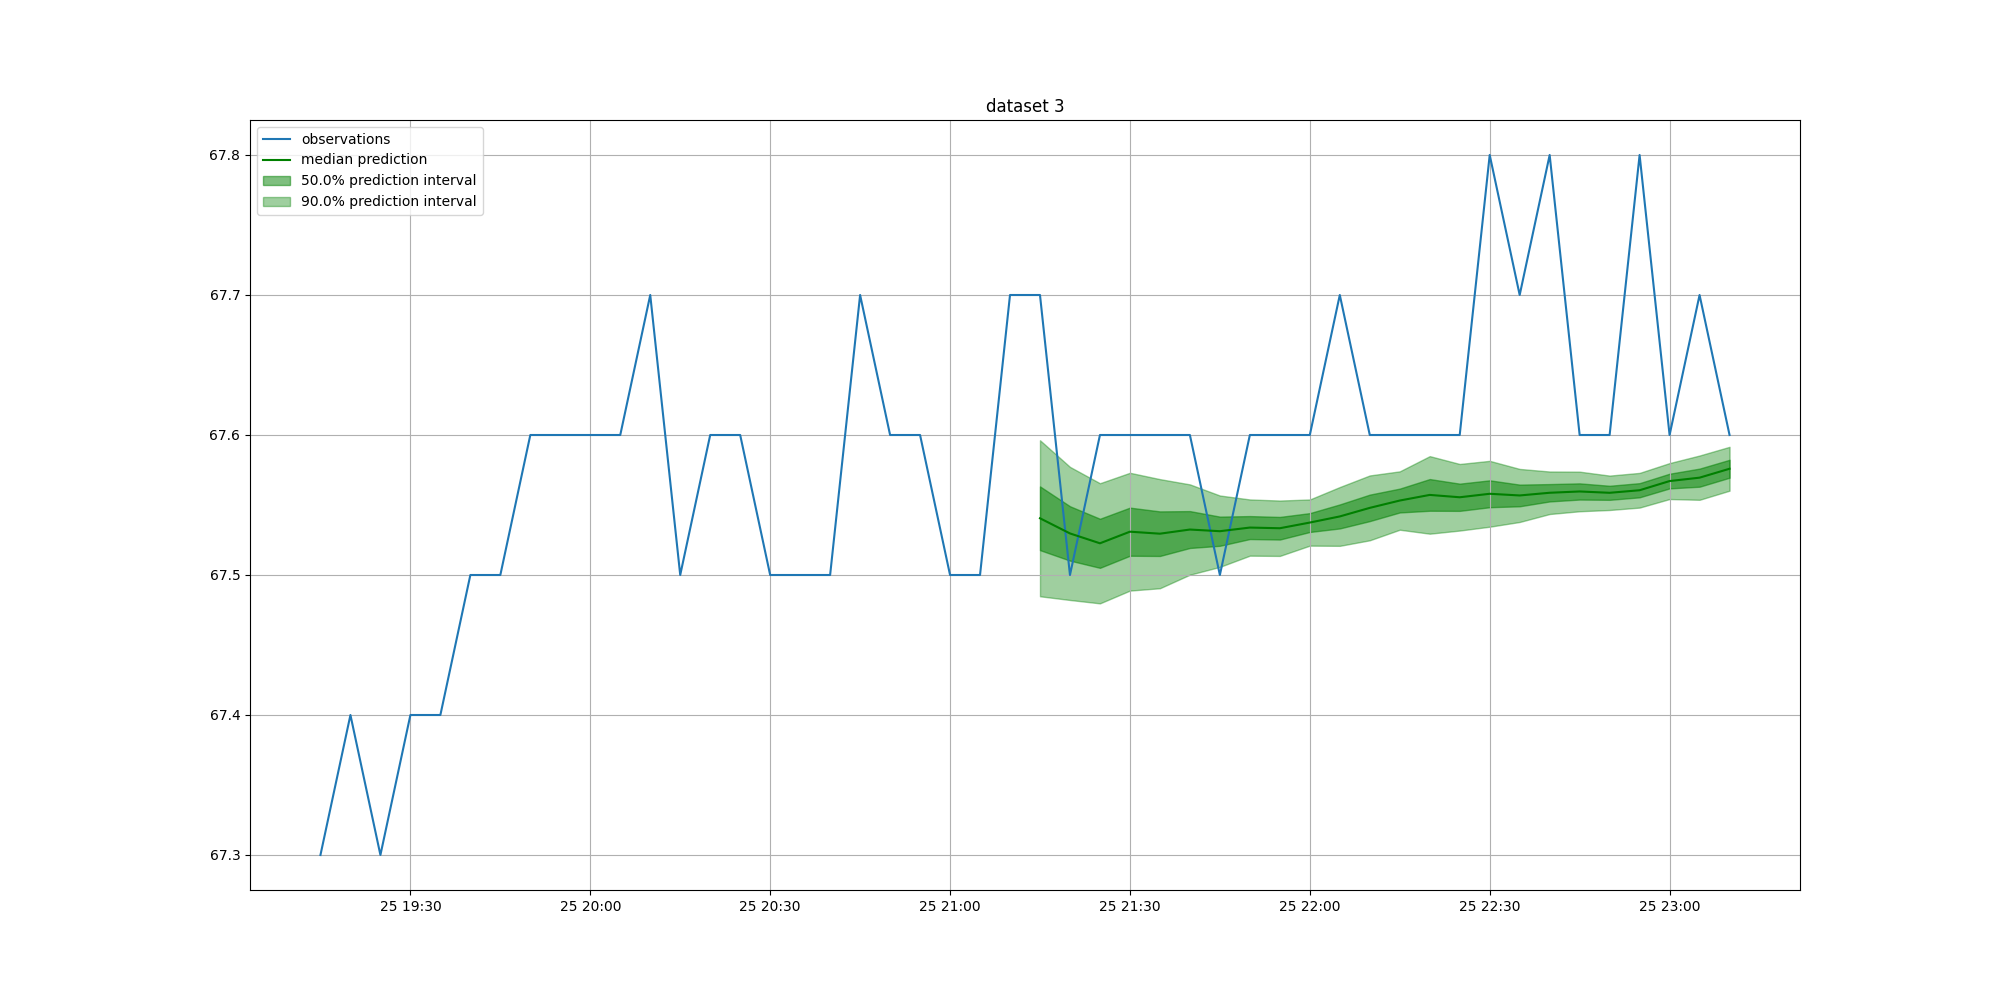 dataset 3
observations
median prediction
50.0% prediction interval
90.0% prediction interval
67.8
67.7
67.6
67.5
67.4
67.3
25 19:30
25 20:00
25 20:30
25 21:00
25 21:30
25 22:00
25 22:30
25 23:00